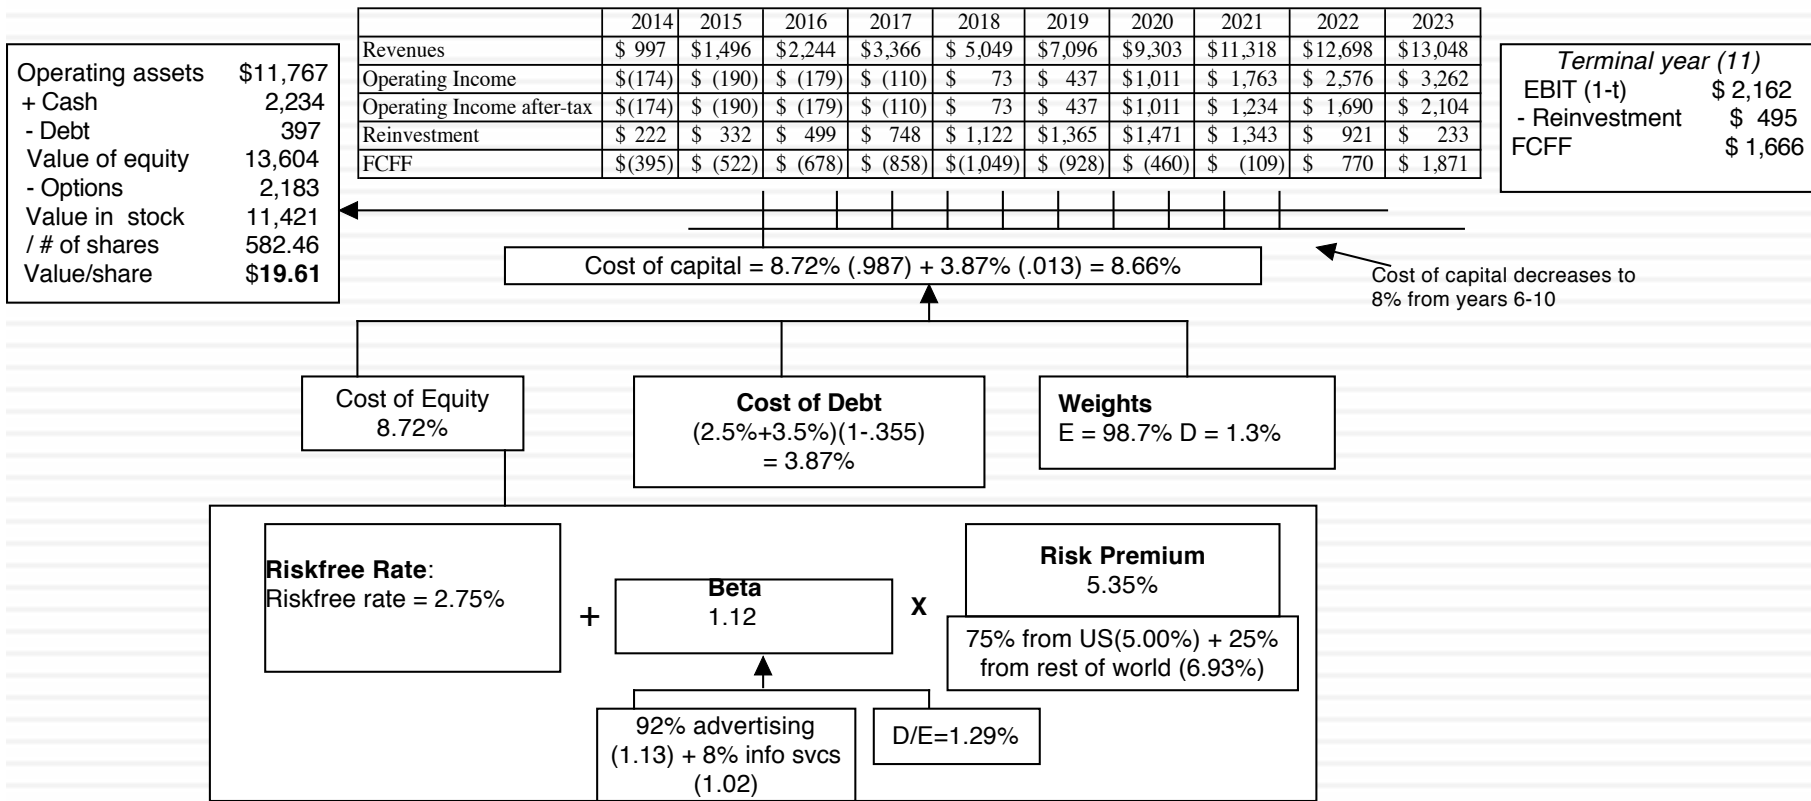 2014 2015 2016 2017 2018 2019 2020 2021 2022 2023
Revenues $ 997 $1,496 $2,244 $3,366 $ 5,049 $7,096 $9,303 $11,318 $12,698 $13,048
Operating Income $(174) $ (190) $ (179) $ (110) $ 73 $ 437 $1,011 $ 1,763 $ 2,576 $ 3,262
Operating Income after-tax $(174) $ (190) $ (179) $ (110) $ 73 $ 437 $1,011 $ 1,234 $ 1,690 $ 2,104
Reinvestment $ 222 $ 332 $ 499 $ 748 $ 1,122 $1,365 $1,471 $ 1,343 $ 921 $ 233
FCFF $(395) $ (522) $ (678) $ (858) $(1,049) $ (928) $ (460) $ (109) $ 770 $ 1,871
Operating assets $11,767
+ Cash 2,234
- Debt 397
Value of equity 13,604
- Options 2,183
Value in stock 11,421
/ # of shares 582.46
Value/share $19.61
Terminal year (11)
EBIT (1-t) $ 2,162
- Reinvestment $ 495
FCFF $ 1,666
Cost of capital = 8.72% (.987) + 3.87% (.013) = 8.66%
Cost of capital decreases to
8% from years 6-10
Cost of Equity
8.72%
Cost of Debt
(2.5%+3.5%)(1-.355)
= 3.87%
Weights
E = 98.7% D = 1.3%
Riskfree Rate:
Riskfree rate = 2.75%
+
Beta
1.12
X
Risk Premium
5.35%
75% from US(5.00%) + 25%
from rest of world (6.93%)
92% advertising
(1.13) + 8% info svcs
(1.02)
D/E=1.29%